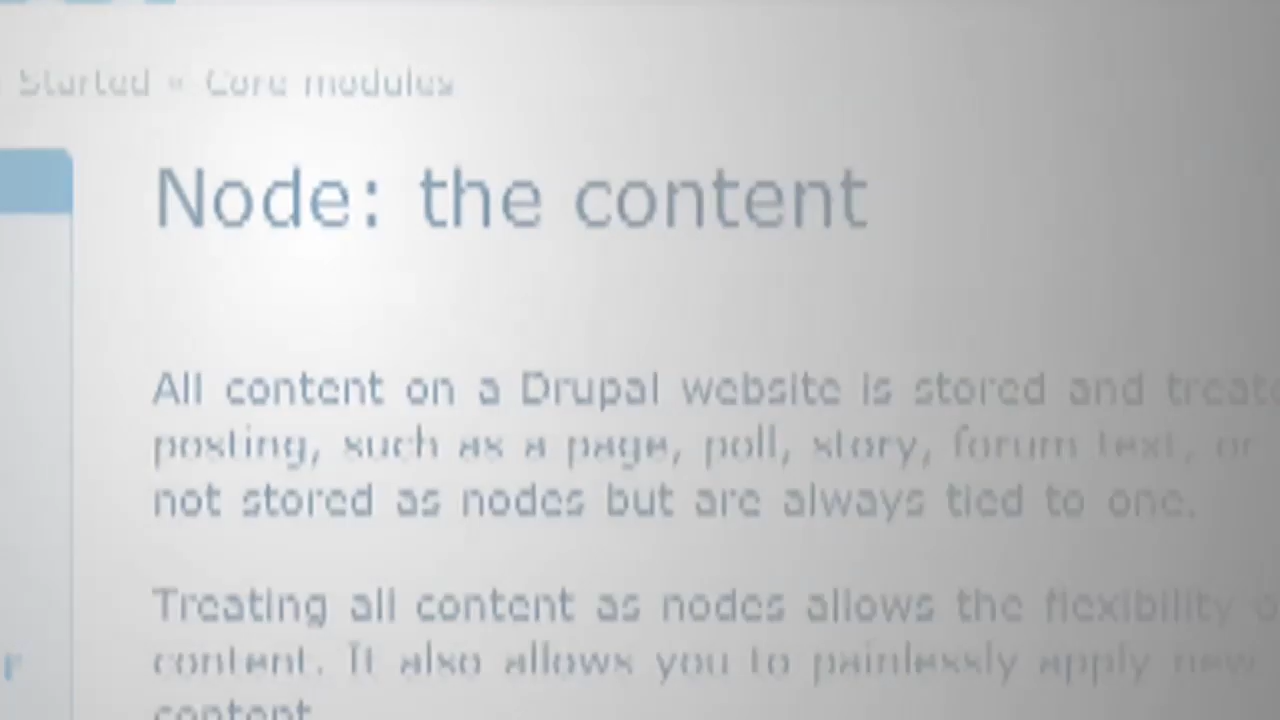 Started » Core modules
Node: the content
All content on a Drupal website is stored and
posting, such as a page, poll, story, forum text, or
not stored as nodes but are always tied to one.
Treating all content as nodes allows the flexibility
content. It also allows you to painlessly apply new
content